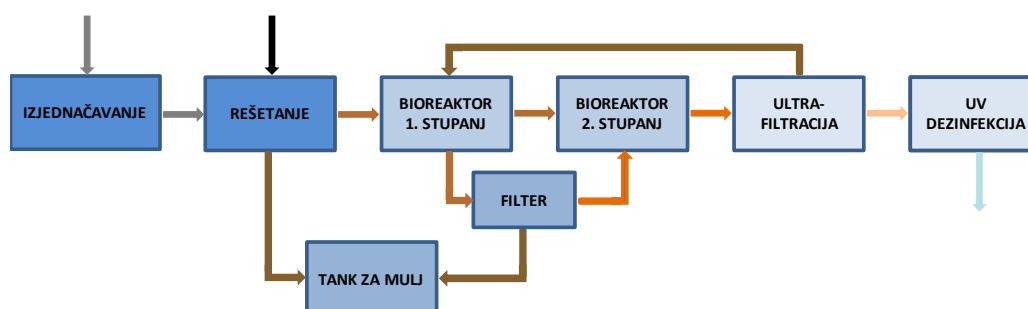 IZJEDNAČAVANJE
REŠETANJE
BIOREAKTOR
1. STUPANJ
BIOREAKTOR
2. STUPANJ
ULTRA-
FILTRACIJA
UV
DEZINFEKCIJA
FILTER
TANK ZA MULJ